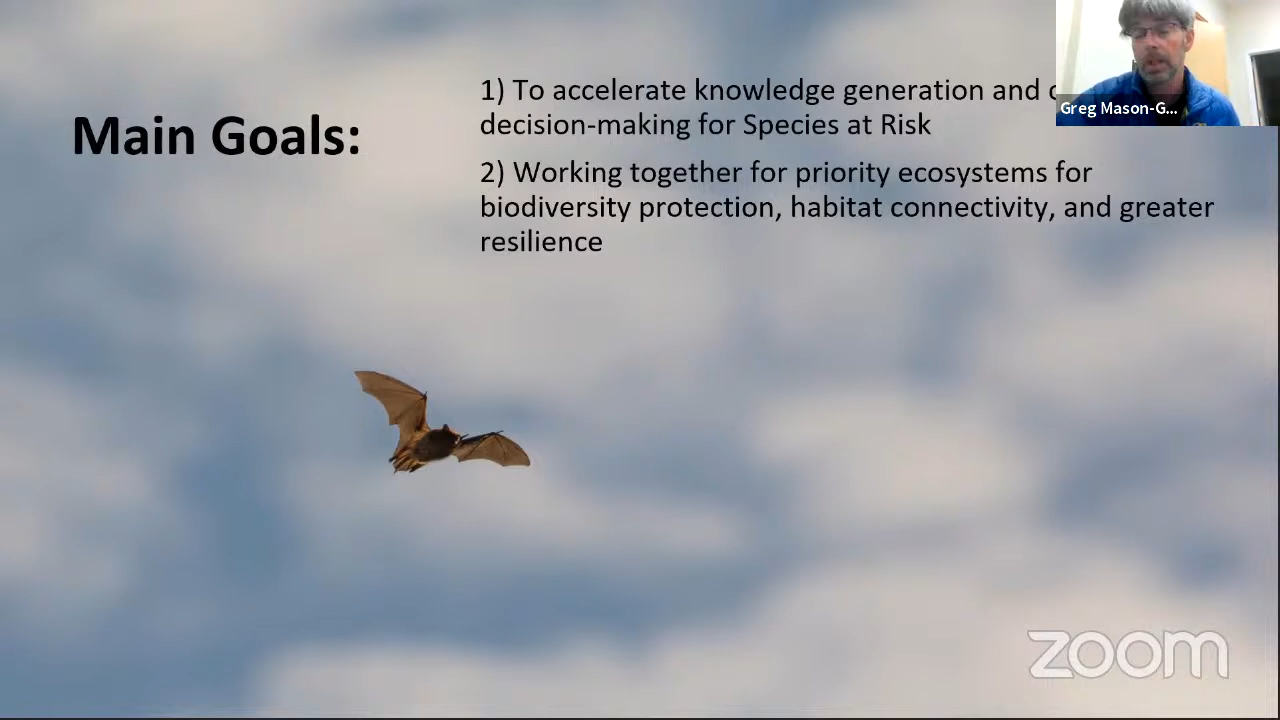 Main Goals:
1) To accelerate knowledge generation and
decision-making for Species at Risk
2) Working together for priority ecosystems for
biodiversity protection, habitat connectivity, and greater
resilience
Greg Mason-G...
zoom